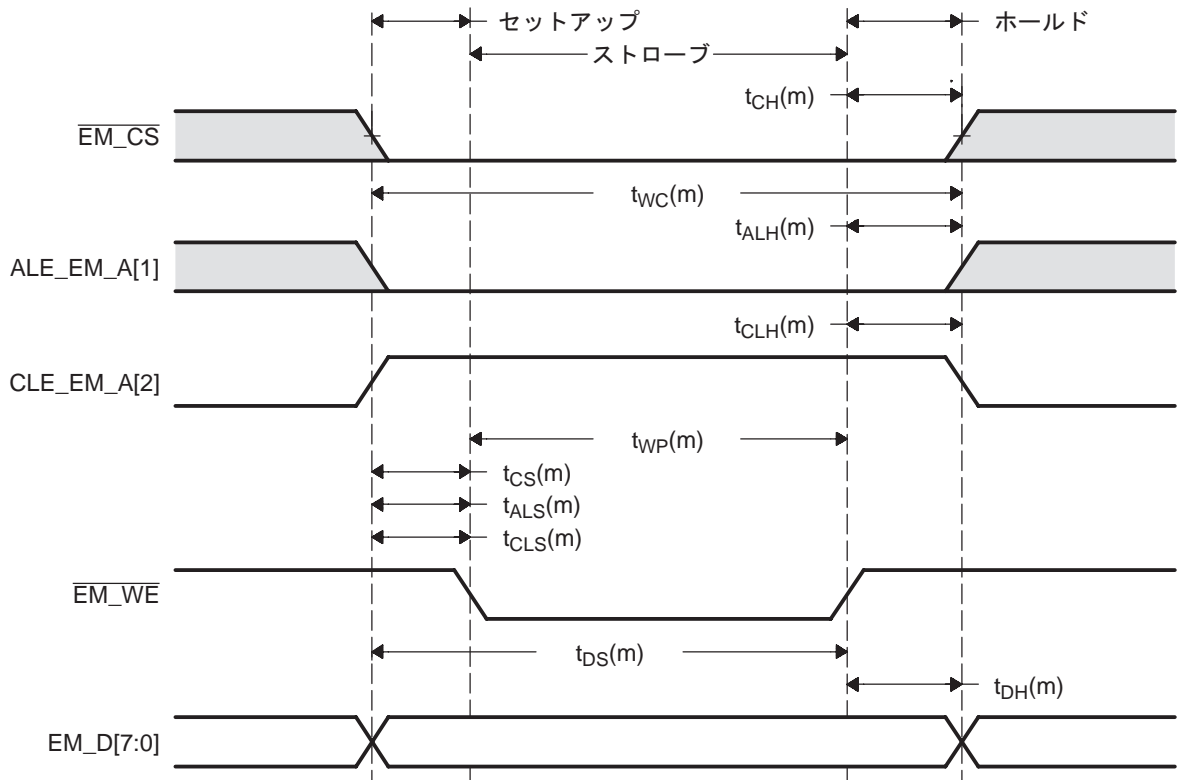 セットアップ
ホールド
ストローブ
tCH(m)
EM_CS
tWC(m)
tALH(m)
ALE_EM_A[1]
tCLH(m)
CLE_EM_A[2]
tWP(m)
tCS(m)
tALS(m)
tCLS(m)
EM_WE
tDS(m)
tDH(m)
EM_D[7:0]